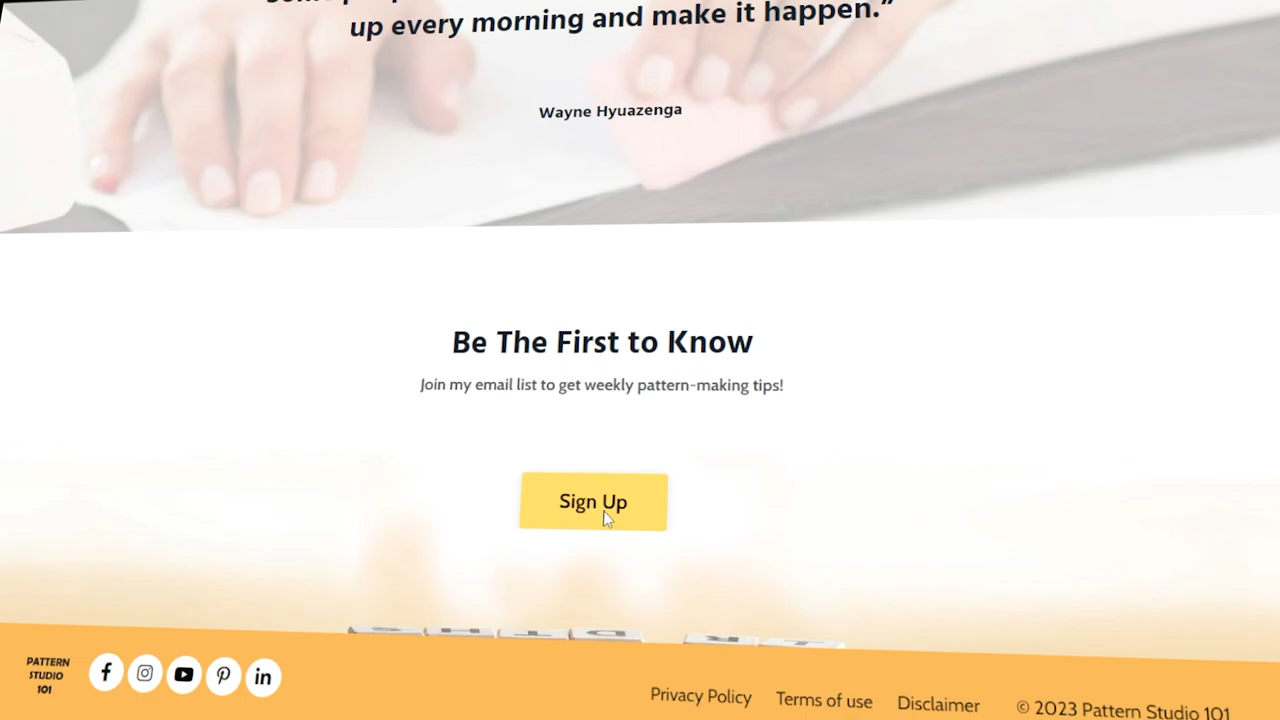 up every morning and make it happen.”
Wayne Hyuazenga
Be The First to Know
Join my email list to get weekly pattern-making tips!
Sign Up
PATTERN
STUDIO
101
Privacy Policy Terms of use Disclaimer © 2023 Pattern Studio 101